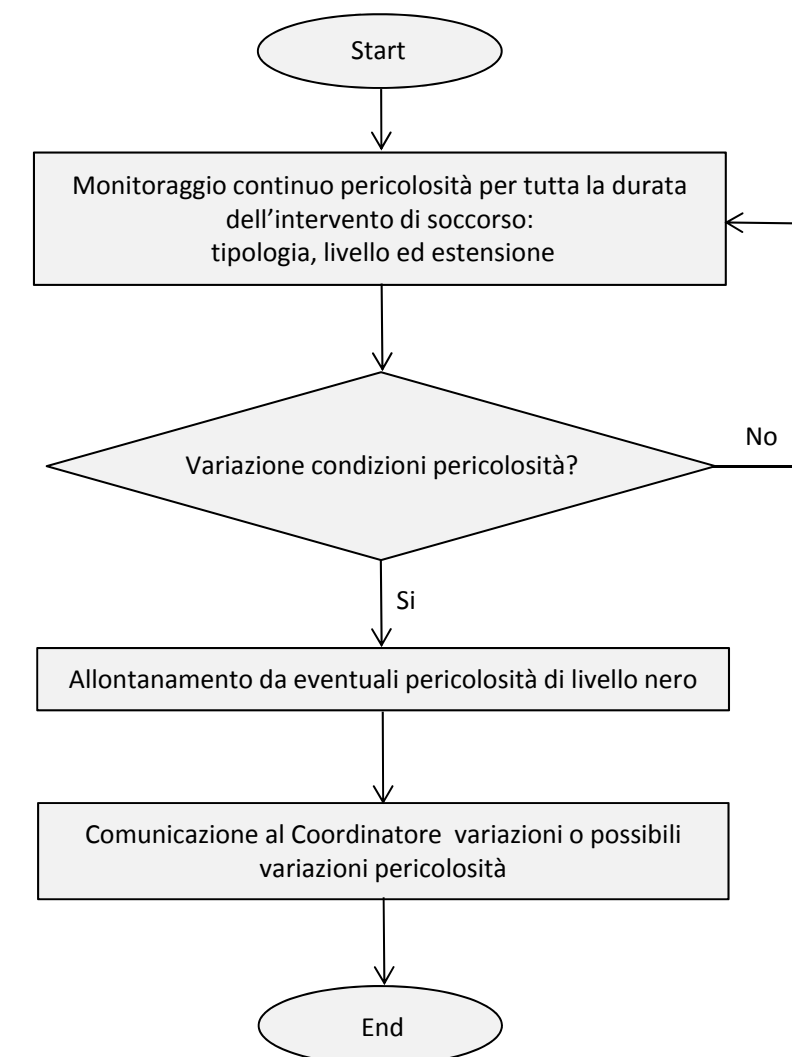 Start
Monitoraggio continuo pericolosità per tutta la durata
dell’intervento di soccorso:
tipologia, livello ed estensione
Variazione condizioni pericolosità?
No
Si
Allontanamento da eventuali pericolosità di livello nero
Comunicazione al Coordinatore  variazioni o possibili
variazioni pericolosità
End